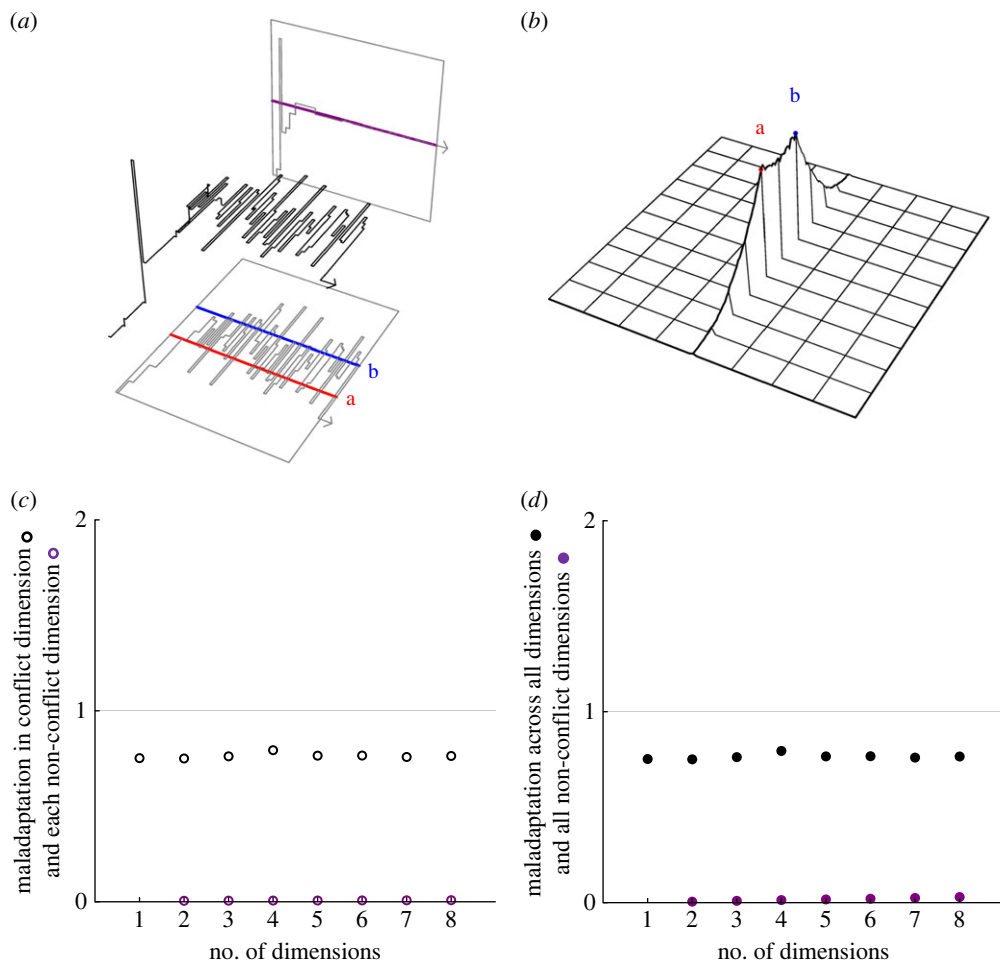 (a)
b
a
(b)
b
a
(c)
maladaptation in conflict dimension
and each non-conflict dimension
2
1
0
1 2 3 4 5 6 7 8
no. of dimensions
(d)
maladaptation across all dimensions
and all non-conflict dimensions
2
1
0
1 2 3 4 5 6 7 8
no. of dimensions